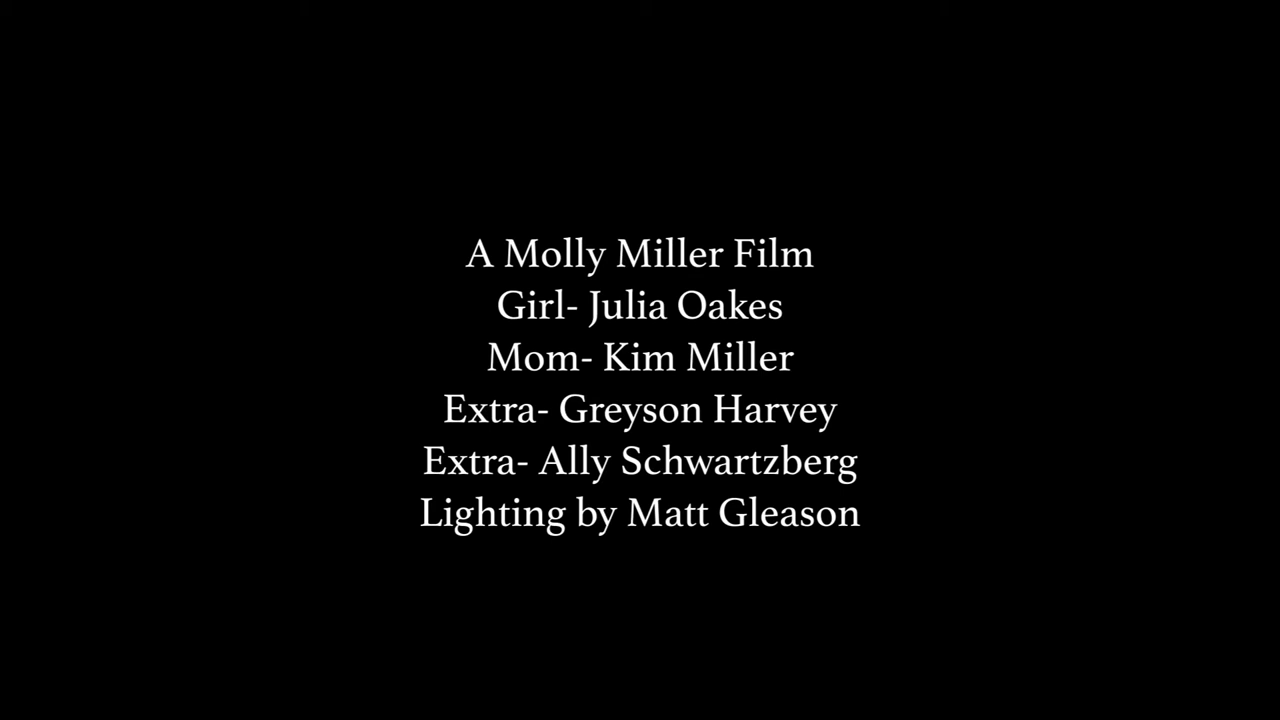 A Molly Miller Film
Girl- Julia Oakes
Mom- Kim Miller
Extra- Greyson Harvey
Extra- Ally Schwartzberg
Lighting by Matt Gleason